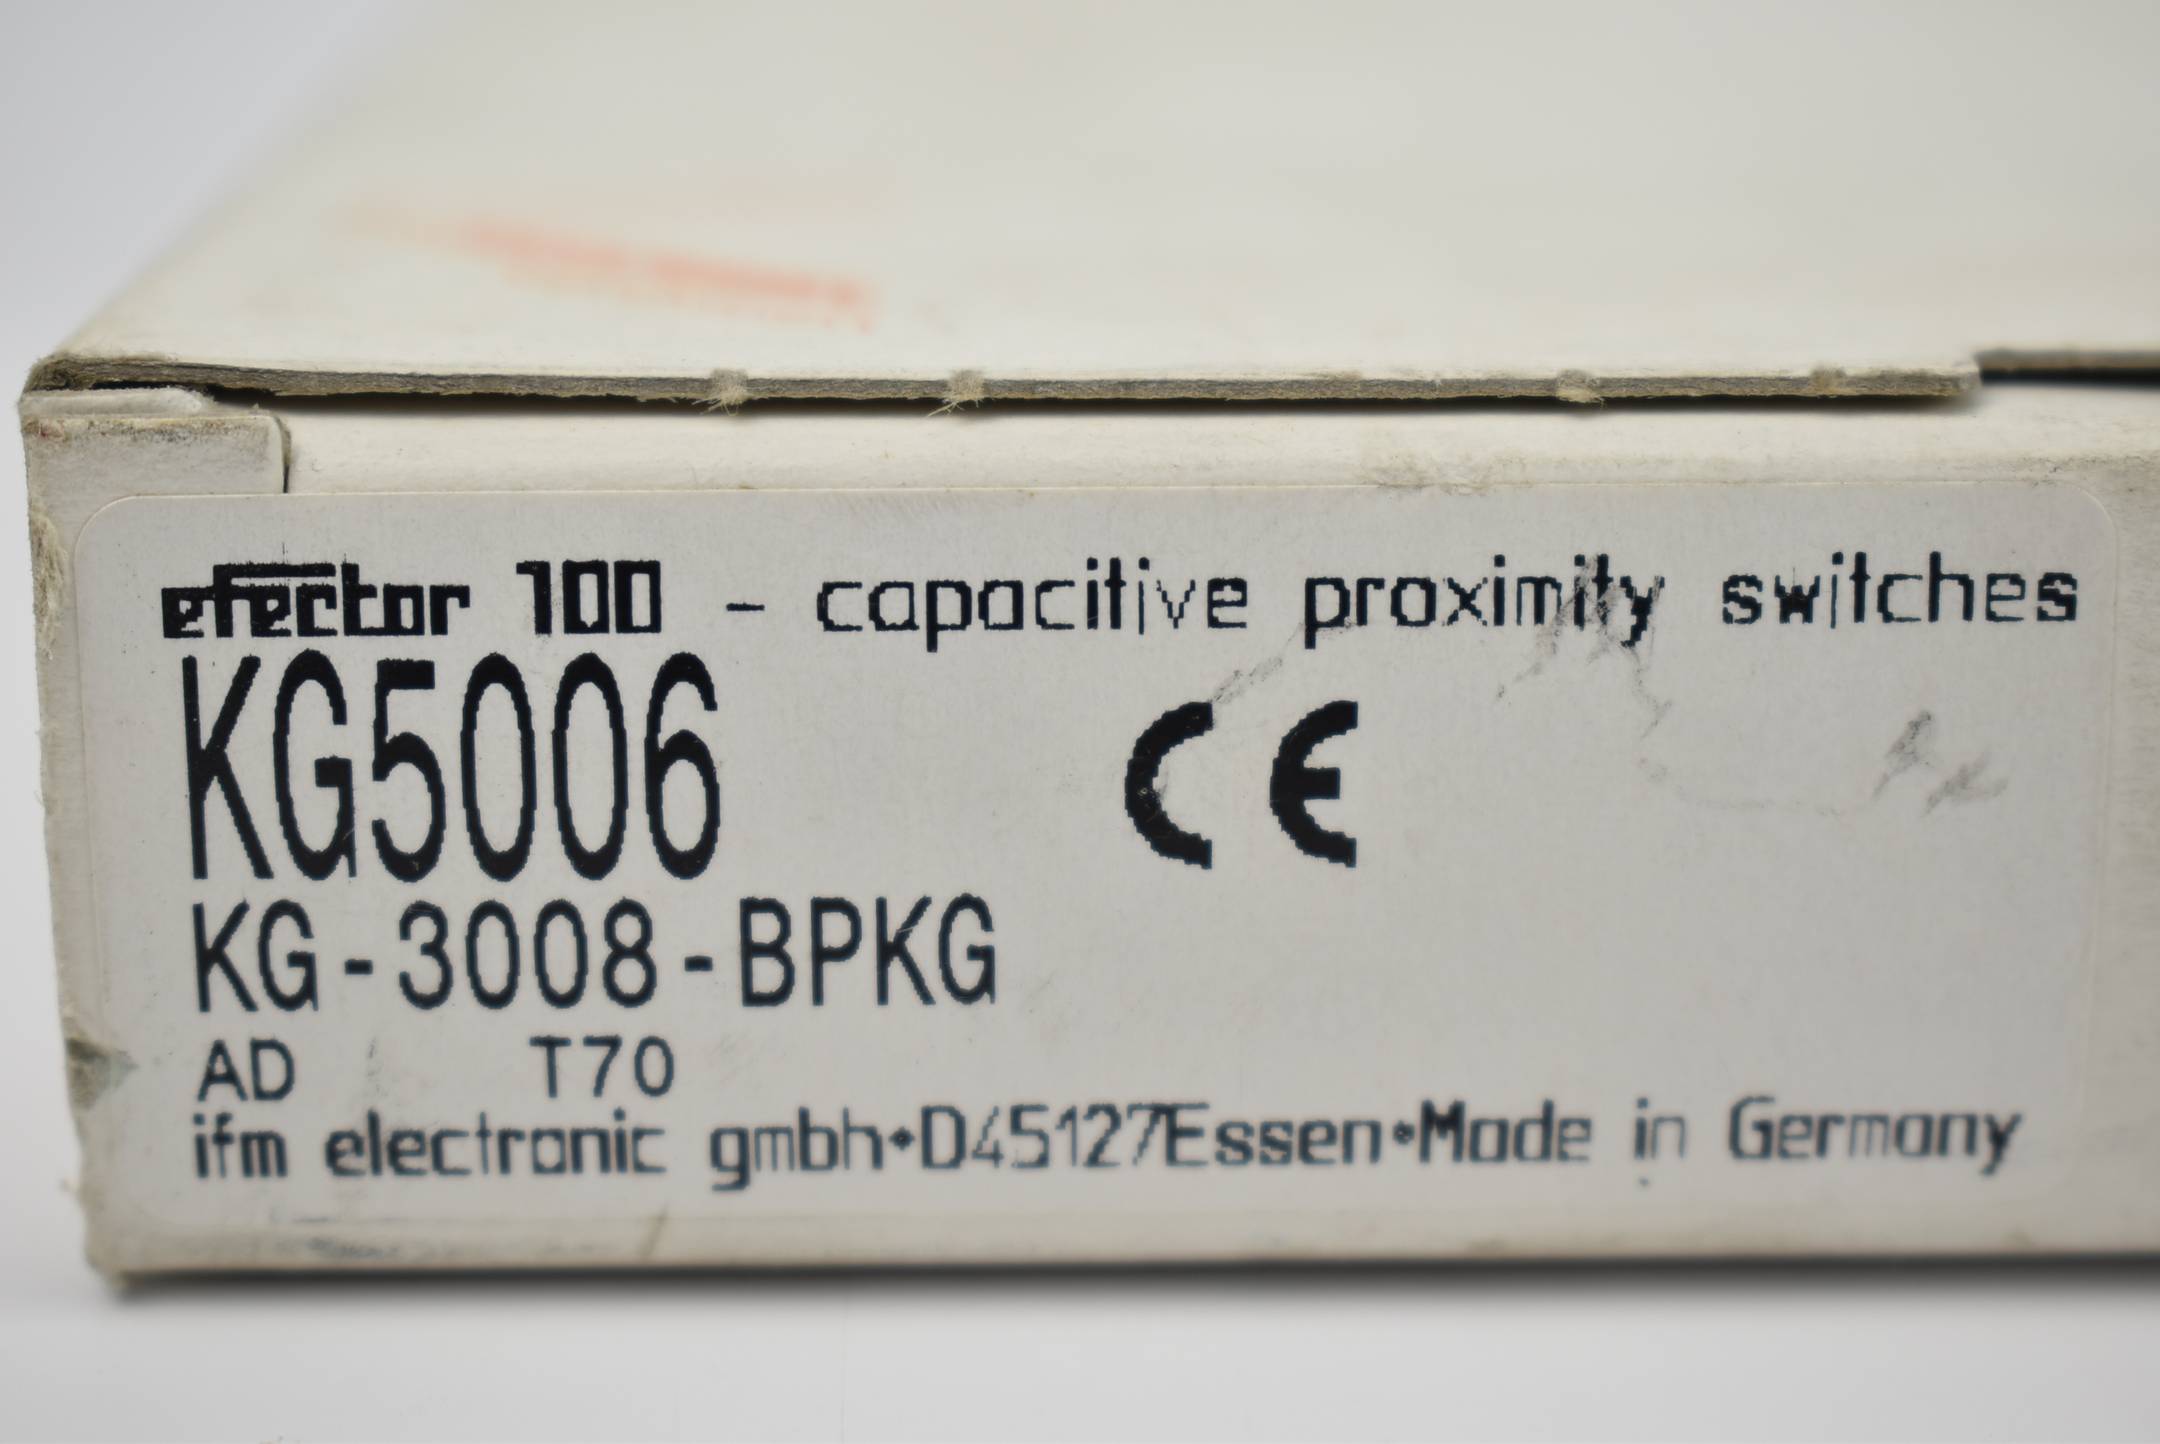 efector 100 - capacitive proximity switches
KG5006 CE
KG-3008-BPKG
AD T70
ifm electronic gmbh•D45127Essen•Made in Germany